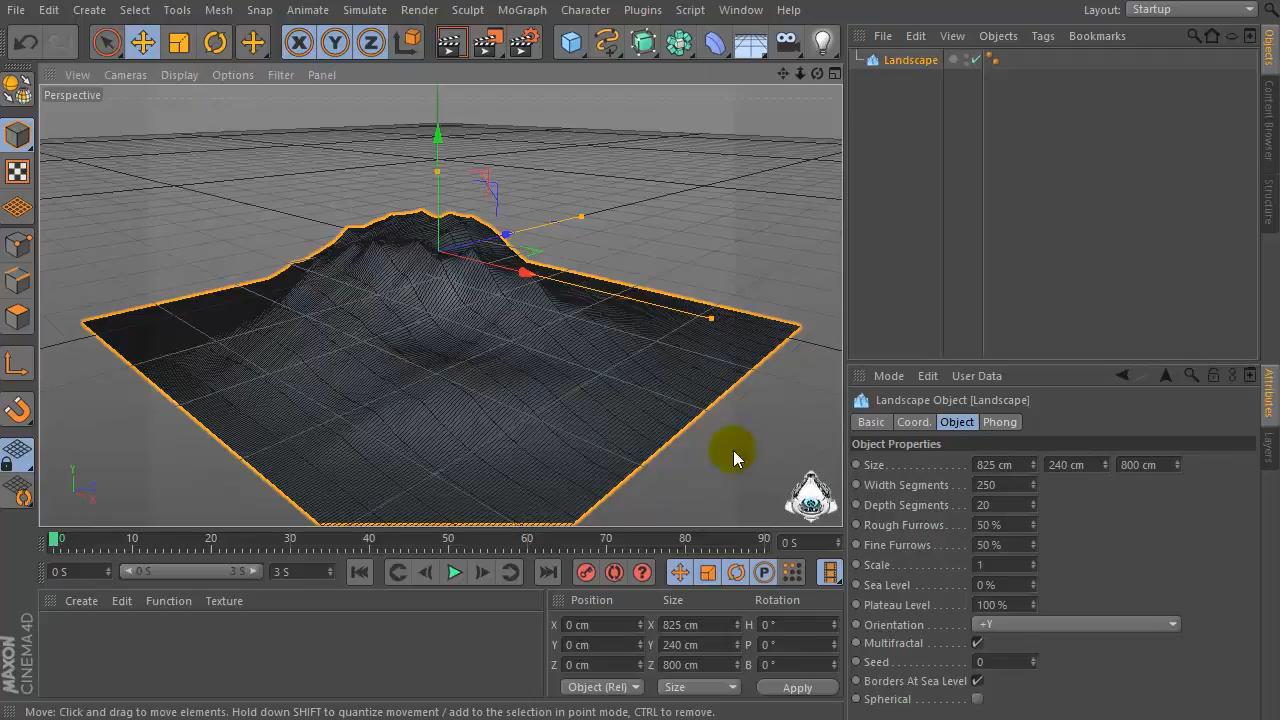 File Edit Create Select Tools Mesh Snap Animate Simulate Render Sculpt MoGraph Character Plugins Script Window Help Layout: Startup
X Y Z
File Edit View Objects Tags Bookmarks
Landscape
View Cameras Display Options Filter Panel
Perspective
Y
X
Objects
Content Browser
Structure
Mode Edit User Data
Landscape Object [Landscape]
Basic Coord. Object Phong
Object Properties
Size 825 cm 240 cm 800 cm
Width Segments 250
Depth Segments 20
Rough Furrows 50 %
Fine Furrows 50 %
Scale 1
Sea Level 0 %
Plateau Level 100 %
Orientation +Y
Multifractal
Seed 0
Borders At Sea Level
Spherical
Attributes
Layers
0 10 20 30 40 50 60 70 80 90 0 S
0 S 0 S 3 S 3 S
P
Create Edit Function Texture
Position Size Rotation
X 0 cm X 825 cm H 0 °
Y 0 cm Y 240 cm P 0 °
Z 0 cm Z 800 cm B 0 °
Object (Rel) Size Apply
MAXON
CINEMA 4D
Move: Click and drag to move elements. Hold down SHIFT to quantize movement / add to the selection in point mode, CTRL to remove.